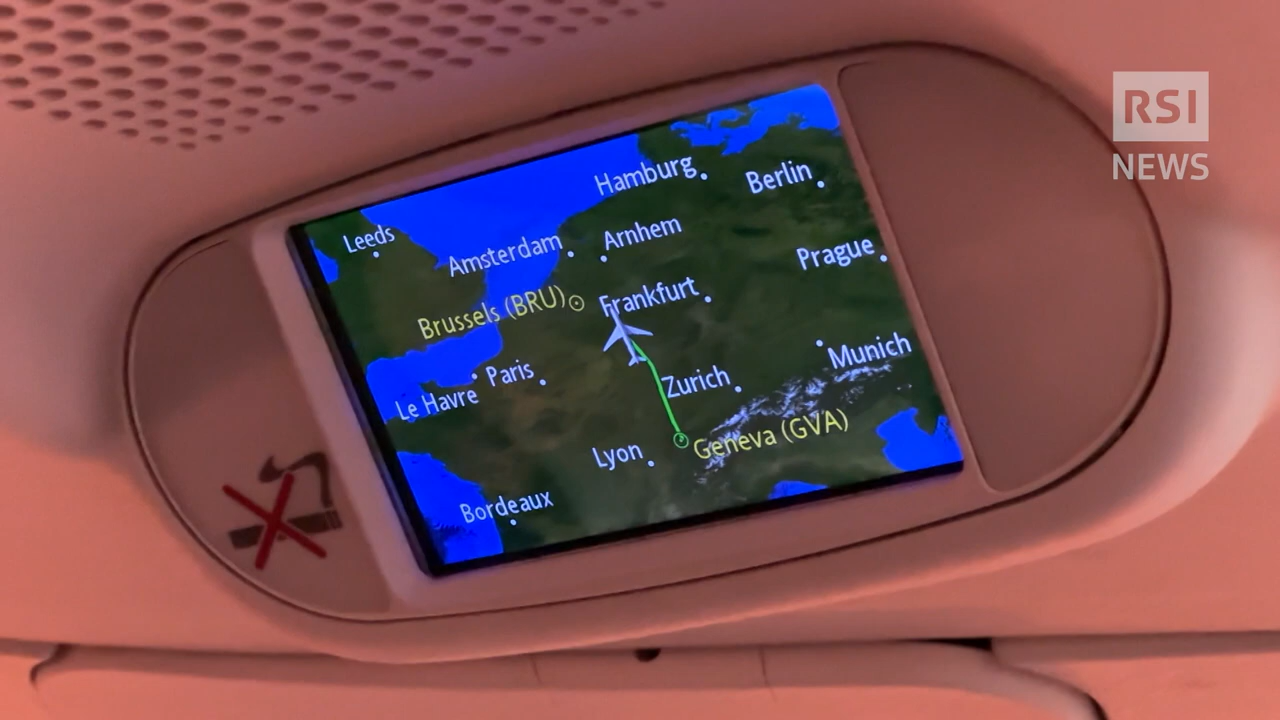 RSI
NEWS
Hamburg
Berlin
Leeds
Amsterdam
Arnhem
Prague
Brussels (BRU)
Frankfurt
Munich
Paris
Zurich
Le Havre
Geneva (GVA)
Lyon
Bordeaux